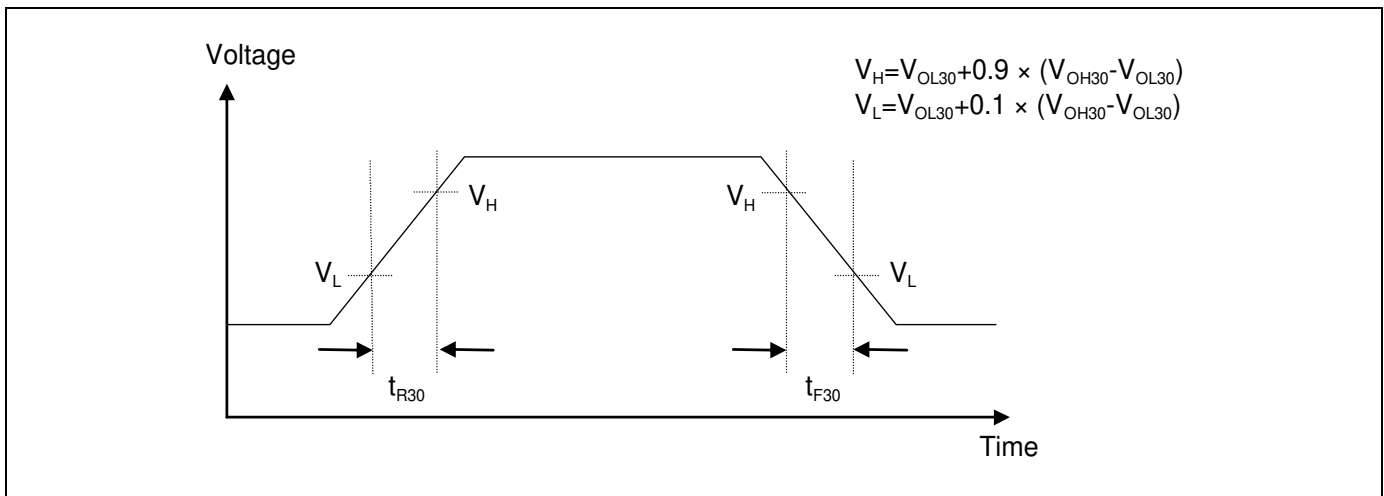 Voltage
V_H=V_OL30+0.9 × (V_OH30-V_OL30)
V_L=V_OL30+0.1 × (V_OH30-V_OL30)
V_H
V_H
V_L
V_L
t_R30
t_F30
Time